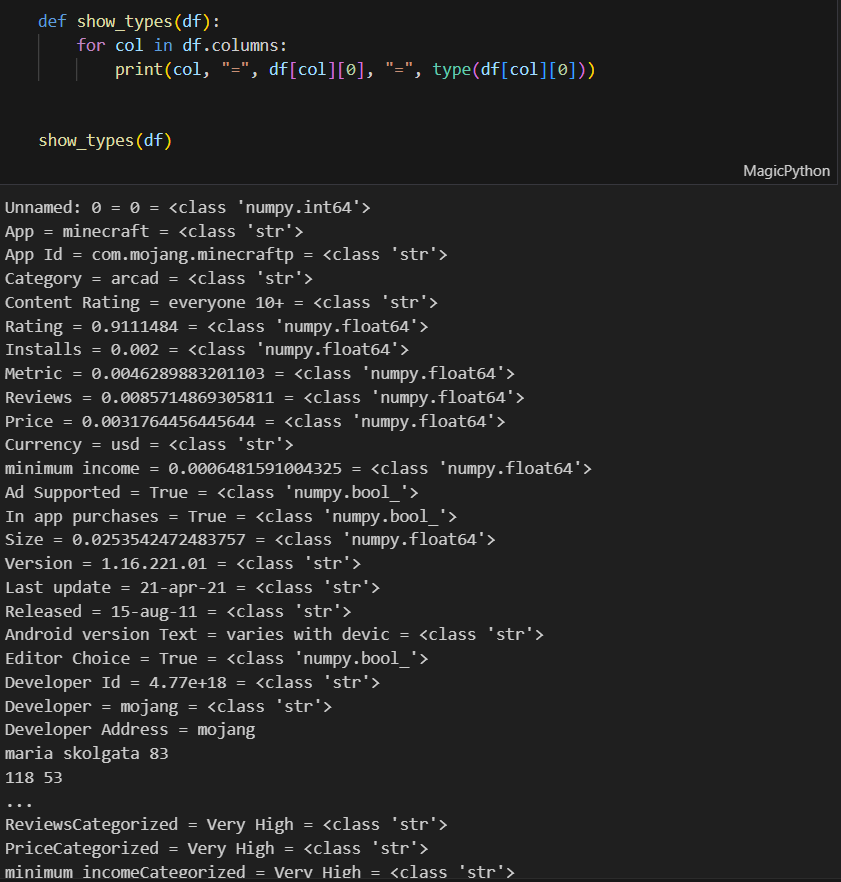 def show_types(df):
for col in df.columns:
print(col, "=", df[col][0], "=", type(df[col][0]))
show_types(df)
MagicPython
Unnamed: 0 = 0 = <class 'numpy.int64'>
App = minecraft = <class 'str'>
App Id = com.mojang.minecraftp = <class 'str'>
Category = arcad = <class 'str'>
Content Rating = everyone 10+ = <class 'str'>
Rating = 0.9111484 = <class 'numpy.float64'>
Installs = 0.002 = <class 'numpy.float64'>
Metric = 0.0046289883201103 = <class 'numpy.float64'>
Reviews = 0.0085714869305811 = <class 'numpy.float64'>
Price = 0.0031764456445644 = <class 'numpy.float64'>
Currency = usd = <class 'str'>
minimum income = 0.0006481591004325 = <class 'numpy.float64'>
Ad Supported = True = <class 'numpy.bool_'>
In app purchases = True = <class 'numpy.bool_'>
Size = 0.0253542472483757 = <class 'numpy.float64'>
Version = 1.16.221.01 = <class 'str'>
Last update = 21-apr-21 = <class 'str'>
Released = 15-aug-11 = <class 'str'>
Android version Text = varies with devic = <class 'str'>
Editor Choice = True = <class 'numpy.bool_'>
Developer Id = 4.77e+18 = <class 'str'>
Developer = mojang = <class 'str'>
Developer Address = mojang
maria skolgata 83
118 53
...
ReviewsCategorized = Very High = <class 'str'>
PriceCategorized = Very High = <class 'str'>
minimum incomeCategorized = Very High = <class 'str'>